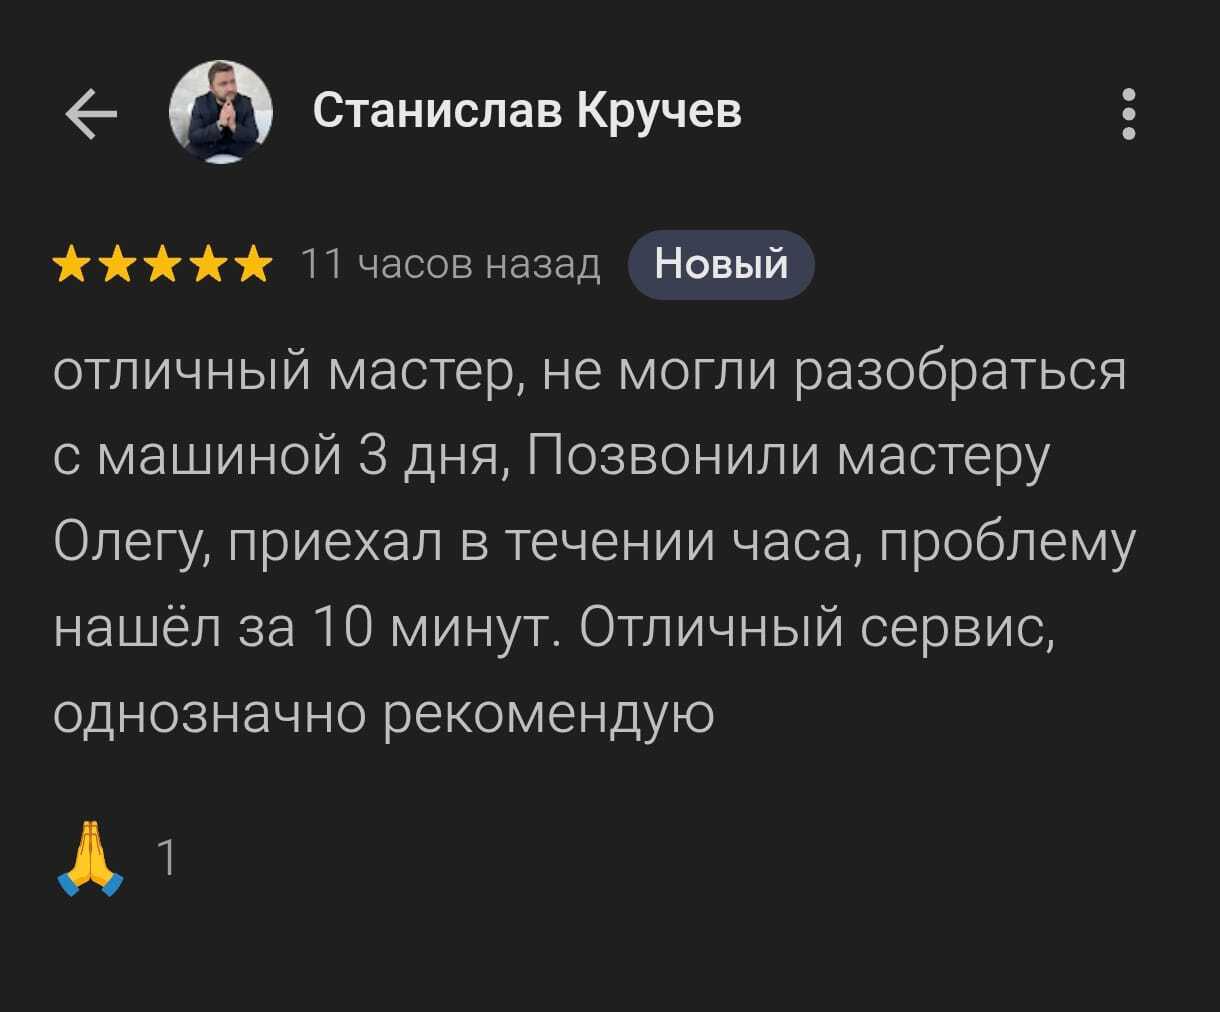 Станислав Кручев
11 часов назад Новый
отличный мастер, не могли разобраться
с машиной 3 дня, Позвонили мастеру
Олегу, приехал в течении часа, проблему
нашёл за 10 минут. Отличный сервис,
однозначно рекомендую
1